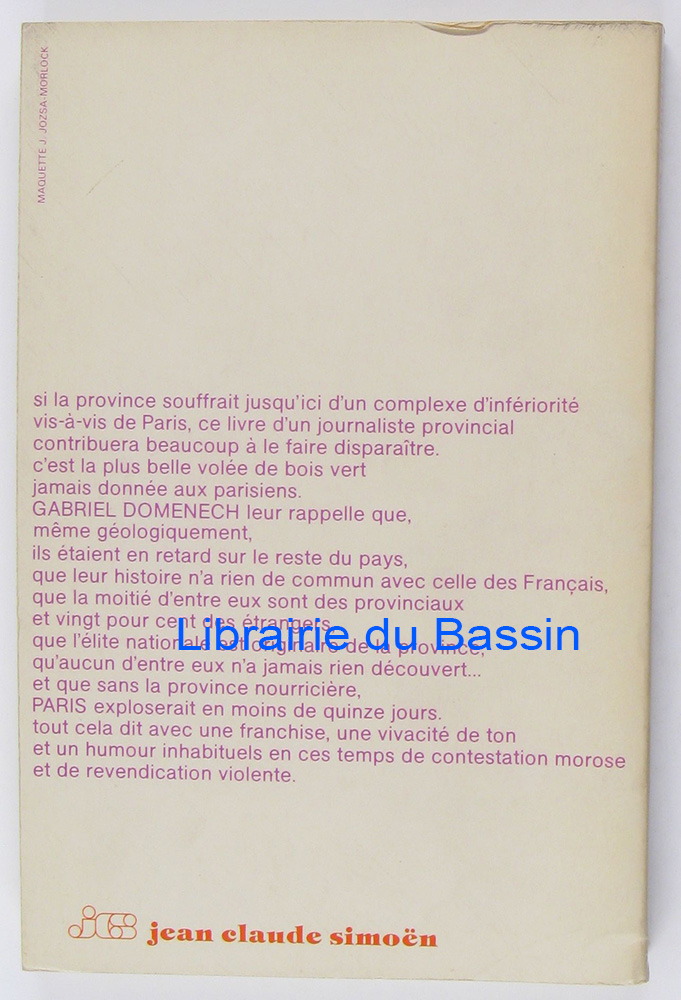 MAQUETTE J. JOZSA-MORLOCK
si la province souffrait jusqu'ici d'un complexe d'infériorité
vis-à-vis de Paris, ce livre d'un journaliste provincial
contribuera beaucoup à le faire disparaître.
c'est la plus belle volée de bois vert
jamais donnée aux parisiens.
GABRIEL DOMENECH leur rappelle que,
même géologiquement,
ils étaient en retard sur le reste du pays,
que leur histoire n'a rien de commun avec celle des Français,
que la moitié d'entre eux sont des provinciaux
et vingt pour cent des étrangers,
Librairie du Bassin
que l'élite nationale est originaire de la province,
qu'aucun d'entre eux n'a jamais rien découvert...
et que sans la province nourricière,
PARIS exploserait en moins de quinze jours.
tout cela dit avec une franchise, une vivacité de ton
et un humour inhabituels en ces temps de contestation morose
et de revendication violente.
jcs jean claude simoën